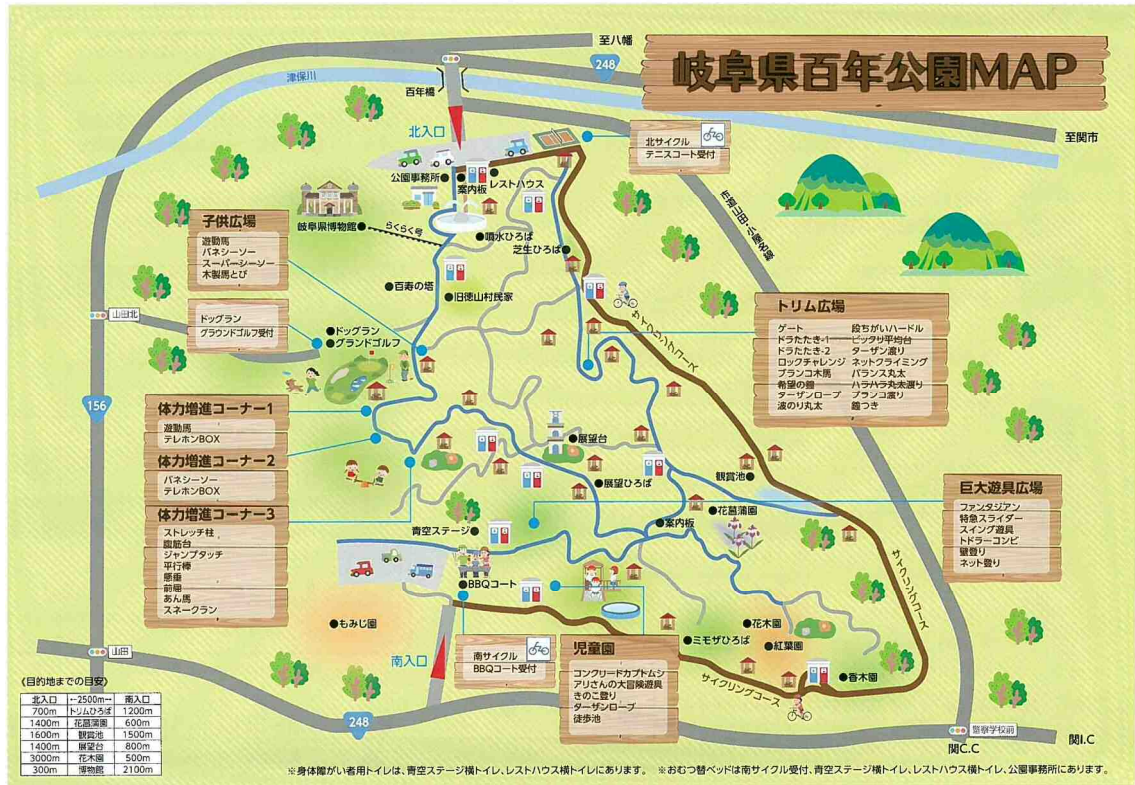 岐阜県百年公園MAP
至八幡
248
津保川
百年橋
至関市
北入口
北サイクル
テニスコート受付
公園事務所
案内板
レストハウス
市道山田・小屋名線
子供広場
遊動馬
バネシーソー
スーパーシーソー
木製馬とび
岐阜県博物館
らくらく号
噴水ひろば
芝生ひろば
百寿の塔
旧徳山村民家
山田北
ドッグラン
グラウンドゴルフ受付
ドッグラン
グランドゴルフ
サイクリングコース
トリム広場
ゲート
ドラたたき-1
ドラたたき-2
ロックチャレンジ
ブランコ木馬
希望の鐘
ターザンロープ
波のり丸太
段ちがいハードル
ピッタリ平均台
ターザン渡り
ネットクライミング
バランス丸太
ハラハラ丸太渡り
ブランコ渡り
鐘つき
156
体力増進コーナー1
遊動馬
テレホンBOX
体力増進コーナー2
バネシーソー
テレホンBOX
体力増進コーナー3
ストレッチ柱
腹筋台
ジャンプタッチ
平行棒
懸垂
前屈
あん馬
スネークラン
展望台
展望ひろば
観賞池
花菖蒲園
案内板
青空ステージ
巨大遊具広場
ファンタジアン
特急スライダー
スイング遊具
トドラーコンビ
壁登り
ネット登り
サイクリングコース
BBQコート
もみじ園
南入口
南サイクル
BBQコート受付
児童園
コンクリードカブトムシ
アリさんの大冒険遊具
きのこ登り
ターザンロープ
徒歩池
ミモザひろば
花木園
紅葉園
春木園
サイクリングコース
山田
248
警察学校前
関C.C
関I.C
《目的地までの目安》
北入口 ←2500m→ 南入口
700m トリムひろば 1200m
1400m 花菖蒲園 600m
1600m 観賞池 1500m
1400m 展望台 800m
3000m 花木園 500m
300m 博物館 2100m
※身体障がい者用トイレは、青空ステージ横トイレ、レストハウス横トイレにあります。 ※おむつ替ベッドは南サイクル受付、青空ステージ横トイレ、レストハウス横トイレ、公園事務所にあります。